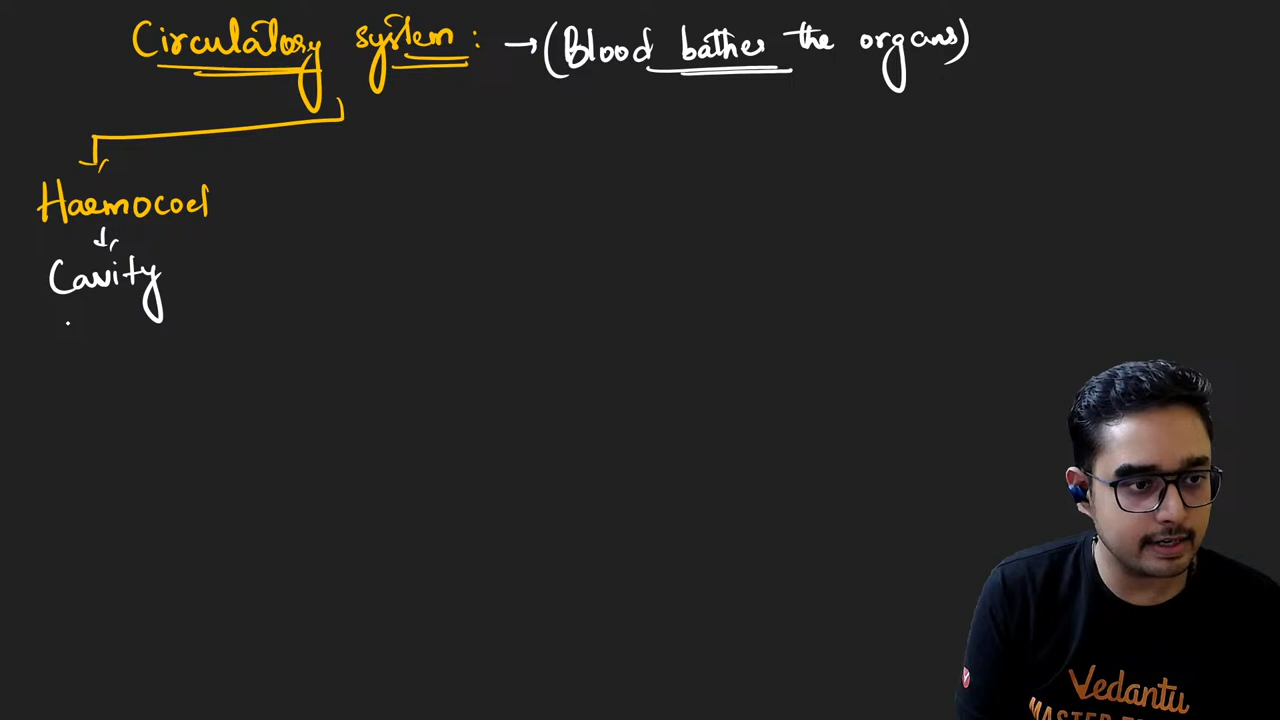 Circulatory system : → (Blood bathes the organs)
Haemocoel
Cavity
Vedantu